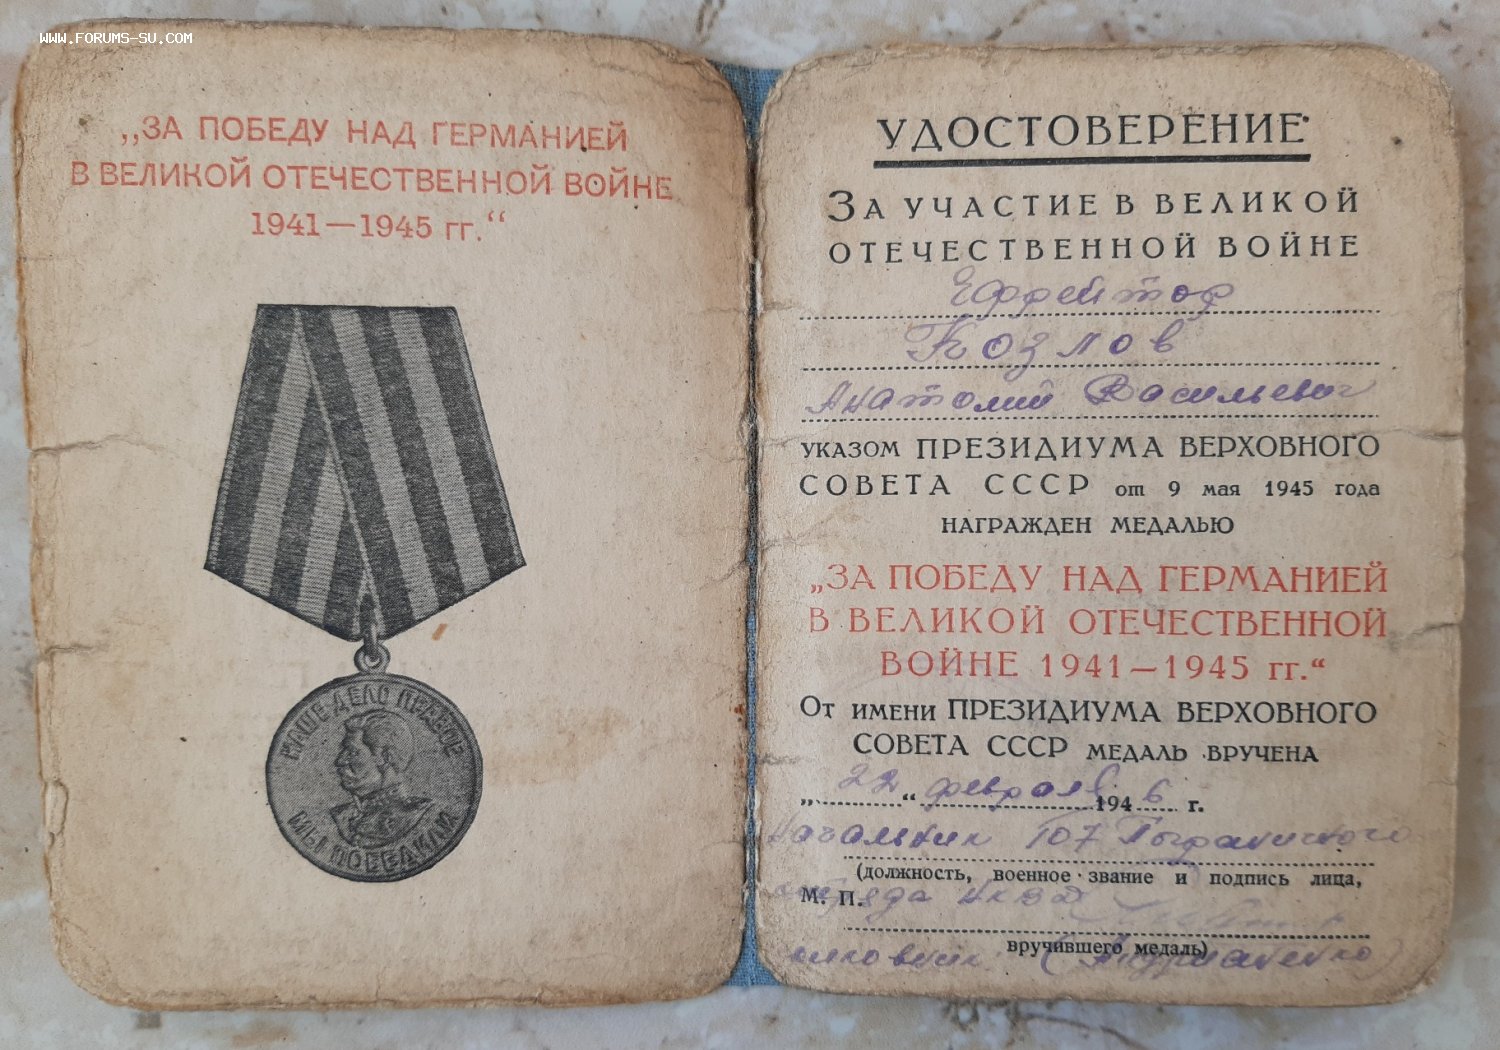 WWW.FORUMS-SU.COM
„ЗА ПОБЕДУ НАД ГЕРМАНИЕЙ
В ВЕЛИКОЙ ОТЕЧЕСТВЕННОЙ ВОЙНЕ
1941—1945 гг.“
НАШЕ ДЕЛО ПРАВОЕ
МЫ ПОБЕДИЛИ
УДОСТОВЕРЕНИЕ
ЗА УЧАСТИЕ В ВЕЛИКОЙ
ОТЕЧЕСТВЕННОЙ ВОЙНЕ
Ефрейтор
Козлов
Анатолий Васильевич
УКАЗОМ ПРЕЗИДИУМА ВЕРХОВНОГО
СОВЕТА СССР от 9 мая 1945 года
НАГРАЖДЕН МЕДАЛЬЮ
„ЗА ПОБЕДУ НАД ГЕРМАНИЕЙ
В ВЕЛИКОЙ ОТЕЧЕСТВЕННОЙ
ВОЙНЕ 1941—1945 гг.“
От имени ПРЕЗИДИУМА ВЕРХОВНОГО
СОВЕТА СССР МЕДАЛЬ ВРУЧЕНА
„22“ февраля 1946 г.
Начальник 107 Пограничного
(должность, военное звание и подпись лица,
М. П. отряда НКВД
вручившего медаль)
(Андрианенко)